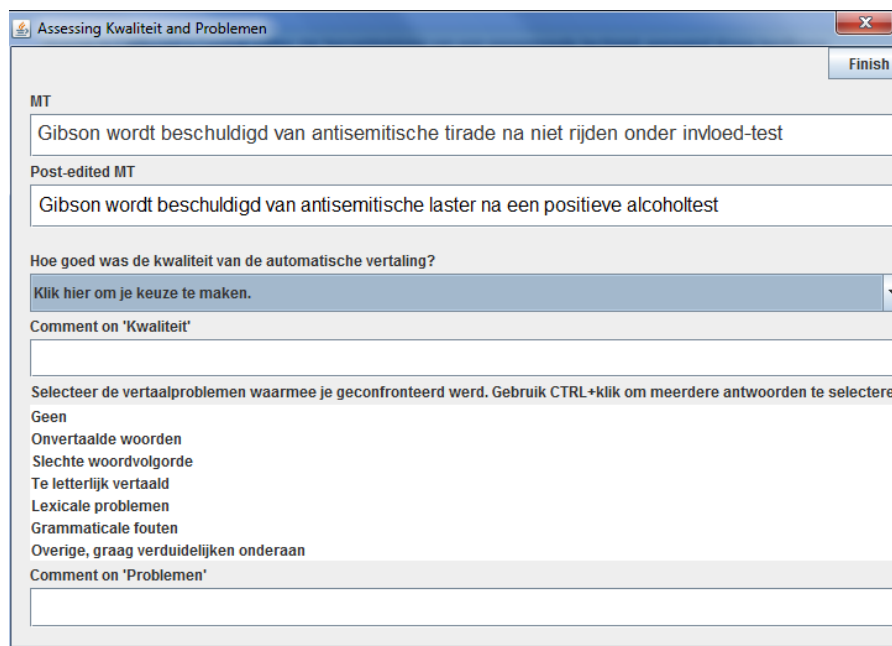 Assessing Kwaliteit and Problemen
Finish
MT
Gibson wordt beschuldigd van antisemitische tirade na niet rijden onder invloed-test
Post-edited MT
Gibson wordt beschuldigd van antisemitische laster na een positieve alcoholtest
Hoe goed was de kwaliteit van de automatische vertaling?
Klik hier om je keuze te maken.
Comment on 'Kwaliteit'
Selecteer de vertaalproblemen waarmee je geconfronteerd werd. Gebruik CTRL+klik om meerdere antwoorden te selectere
Geen
Onvertaalde woorden
Slechte woordvolgorde
Te letterlijk vertaald
Lexicale problemen
Grammaticale fouten
Overige, graag verduidelijken onderaan
Comment on 'Problemen'